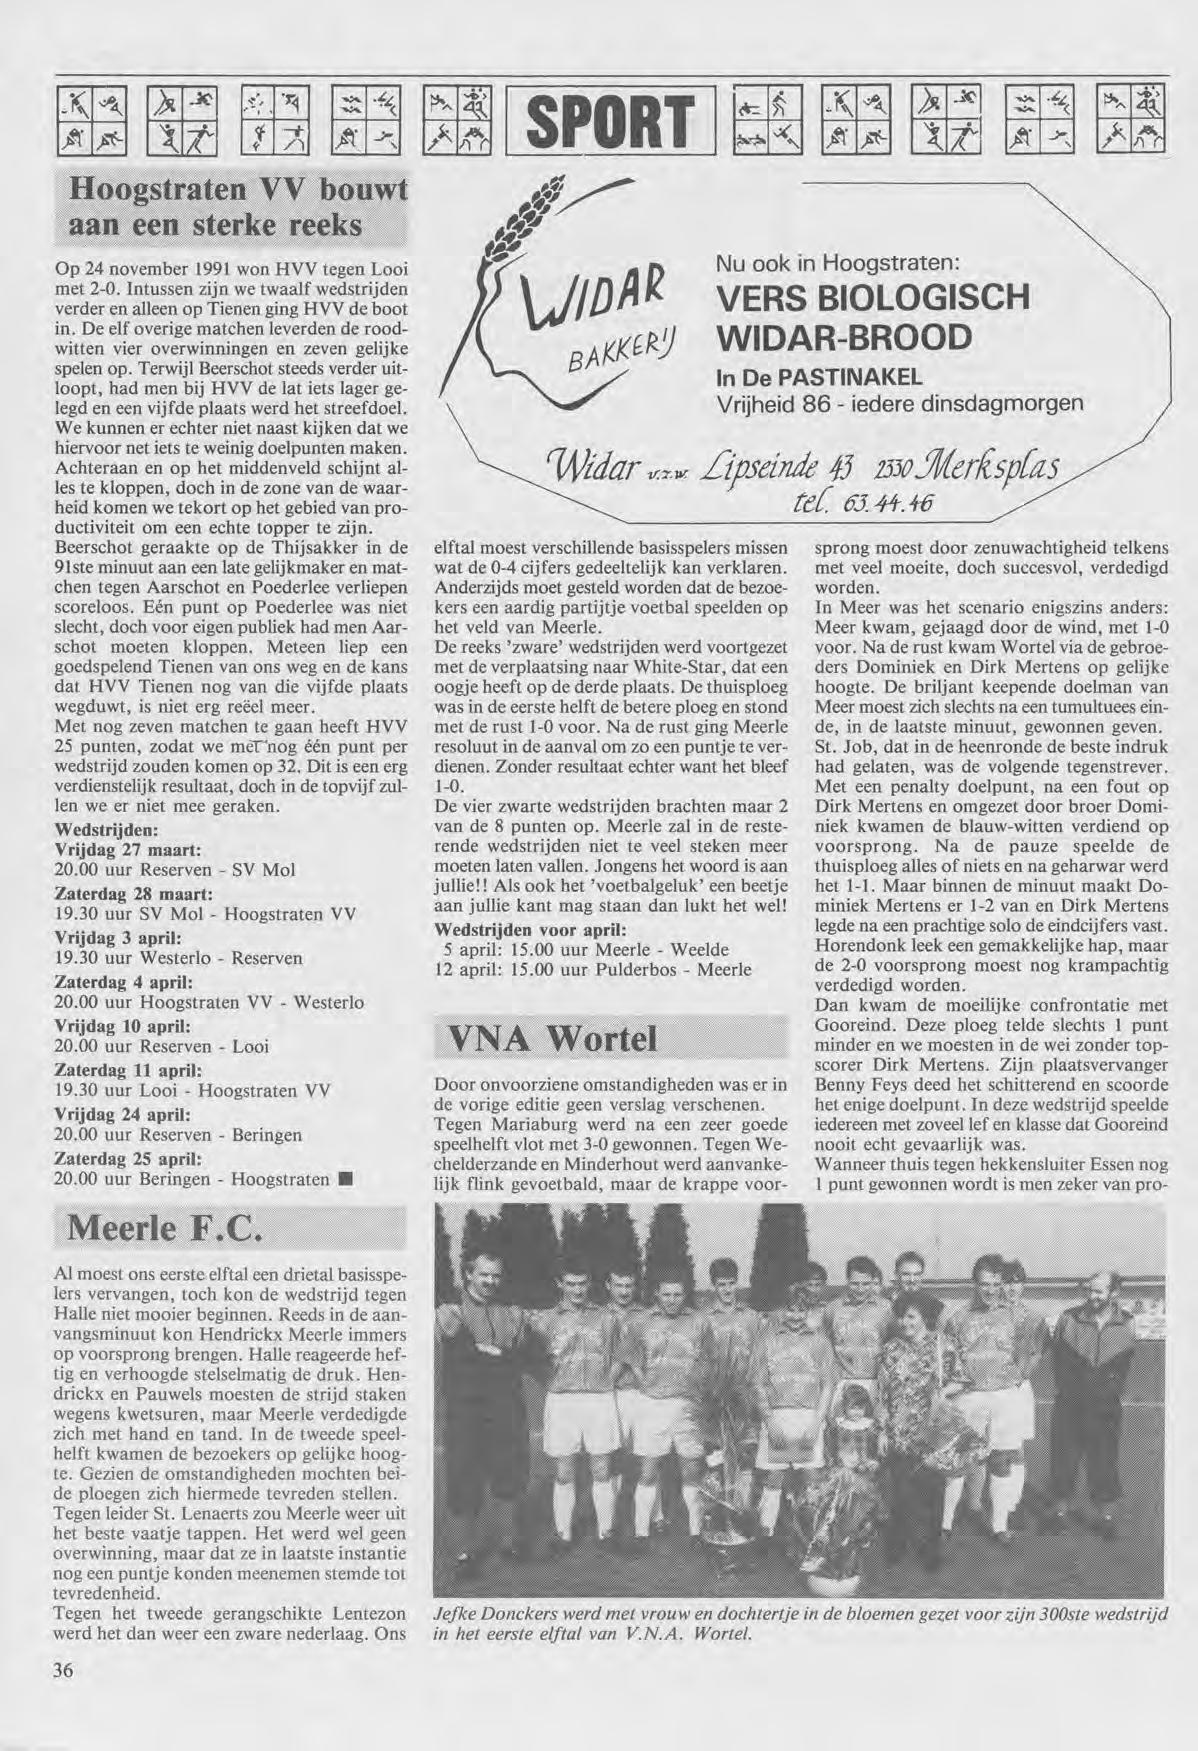 SPORT
Hoogstraten VV bouwt
aan een sterke reeks
Op 24 november 1991 won HVV tegen Looi
met 2-0. Intussen zijn we twaalf wedstrijden
verder en alleen op Tienen ging HVV de boot
in. De elf overige matchen leverden de rood-
witten vier overwinningen en zeven gelijke
spelen op. Terwijl Beerschot steeds verder uit-
loopt, had men bij HVV de lat iets lager ge-
legd en een vijfde plaats werd het streefdoel.
We kunnen er echter niet naast kijken dat we
hiervoor net iets te weinig doelpunten maken.
Achteraan en op het middenveld schijnt al-
les te kloppen, doch in de zone van de waar-
heid komen we tekort op het gebied van pro-
ductiviteit om een echte topper te zijn.
Beerschot geraakte op de Thijsakker in de
91ste minuut aan een late gelijkmaker en mat-
chen tegen Aarschot en Poederlee verliepen
scoreloos. Eén punt op Poederlee was niet
slecht, doch voor eigen publiek had men Aar-
schot moeten kloppen. Meteen liep een
goedspelend Tienen van ons weg en de kans
dat HVV Tienen nog van die vijfde plaats
wegduwt, is niet erg reëel meer.
Met nog zeven matchen te gaan heeft HVV
25 punten, zodat we met nog één punt per
wedstrijd zouden komen op 32. Dit is een erg
verdienstelijk resultaat, doch in de topvijf zul-
len we er niet mee geraken.
Wedstrijden:
Vrijdag 27 maart:
20.00 uur Reserven - SV Mol
Zaterdag 28 maart:
19.30 uur SV Mol - Hoogstraten VV
Vrijdag 3 april:
19.30 uur Westerlo - Reserven
Zaterdag 4 april:
20.00 uur Hoogstraten VV - Westerlo
Vrijdag 10 april:
20.00 uur Reserven - Looi
Zaterdag 11 april:
19.30 uur Looi - Hoogstraten VV
Vrijdag 24 april:
20.00 uur Reserven - Beringen
Zaterdag 25 april:
20.00 uur Beringen - Hoogstraten ■
Meerle F.C.
Al moest ons eerste elftal een drietal basisspe-
lers vervangen, toch kon de wedstrijd tegen
Halle niet mooier beginnen. Reeds in de aan-
vangsminuut kon Hendrickx Meerle immers
op voorsprong brengen. Halle reageerde hef-
tig en verhoogde stelselmatig de druk. Hen-
drickx en Pauwels moesten de strijd staken
wegens kwetsuren, maar Meerle verdedigde
zich met hand en tand. In de tweede speel-
helft kwamen de bezoekers op gelijke hoog-
te. Gezien de omstandigheden mochten bei-
de ploegen zich hiermede tevreden stellen.
Tegen leider St. Lenaerts zou Meerle weer uit
het beste vaatje tappen. Het werd wel geen
overwinning, maar dat ze in laatste instantie
nog een puntje konden meenemen stemde tot
tevredenheid.
Tegen het tweede gerangschikte Lentezon
werd het dan weer een zware nederlaag. Ons
WIDAR
BAKKERIJ
Nu ook in Hoogstraten:
VERS BIOLOGISCH
WIDAR-BROOD
In De PASTINAKEL
Vrijheid 86 - iedere dinsdagmorgen
Widar v.z.w. Lipseinde 43 2330 Merksplas
tel. 63.44.46
elftal moest verschillende basisspelers missen
wat de 0-4 cijfers gedeeltelijk kan verklaren.
Anderzijds moet gesteld worden dat de bezoe-
kers een aardig partijtje voetbal speelden op
het veld van Meerle.
De reeks 'zware' wedstrijden werd voortgezet
met de verplaatsing naar White-Star, dat een
oogje heeft op de derde plaats. De thuisploeg
was in de eerste helft de betere ploeg en stond
met de rust 1-0 voor. Na de rust ging Meerle
resoluut in de aanval om zo een puntje te ver-
dienen. Zonder resultaat echter want het bleef
1-0.
De vier zwarte wedstrijden brachten maar 2
van de 8 punten op. Meerle zal in de reste-
rende wedstrijden niet te veel steken meer
moeten laten vallen. Jongens het woord is aan
jullie!! Als ook het 'voetbalgeluk' een beetje
aan jullie kant mag staan dan lukt het wel!
Wedstrijden voor april:
5 april: 15.00 uur Meerle - Weelde
12 april: 15.00 uur Pulderbos - Meerle
VNA Wortel
Door onvoorziene omstandigheden was er in
de vorige editie geen verslag verschenen.
Tegen Mariaburg werd na een zeer goede
speelhelft vlot met 3-0 gewonnen. Tegen We-
chelderzande en Minderhout werd aanvanke-
lijk flink gevoetbald, maar de krappe voor-
sprong moest door zenuwachtigheid telkens
met veel moeite, doch succesvol, verdedigd
worden.
In Meer was het scenario enigszins anders:
Meer kwam, gejaagd door de wind, met 1-0
voor. Na de rust kwam Wortel via de gebroe-
ders Dominiek en Dirk Mertens op gelijke
hoogte. De briljant keepende doelman van
Meer moest zich slechts na een tumultuees ein-
de, in de laatste minuut, gewonnen geven.
St. Job, dat in de heenronde de beste indruk
had gelaten, was de volgende tegenstrever.
Met een penalty doelpunt, na een fout op
Dirk Mertens en omgezet door broer Domi-
niek kwamen de blauw-witten verdiend op
voorsprong. Na de pauze speelde de
thuisploeg alles of niets en na geharwar werd
het 1-1. Maar binnen de minuut maakt Do-
miniek Mertens er 1-2 van en Dirk Mertens
legde na een prachtige solo de eindcijfers vast.
Horendonk leek een gemakkelijke hap, maar
de 2-0 voorsprong moest nog krampachtig
verdedigd worden.
Dan kwam de moeilijke confrontatie met
Gooreind. Deze ploeg telde slechts 1 punt
minder en we moesten in de wei zonder top-
scorer Dirk Mertens. Zijn plaatsvervanger
Benny Feys deed het schitterend en scoorde
het enige doelpunt. In deze wedstrijd speelde
iedereen met zoveel lef en klasse dat Gooreind
nooit echt gevaarlijk was.
Wanneer thuis tegen hekkensluiter Essen nog
1 punt gewonnen wordt is men zeker van pro-
Jefke Donckers werd met vrouw en dochtertje in de bloemen gezet voor zijn 300ste wedstrijd
in het eerste elftal van V.N.A. Wortel.
36